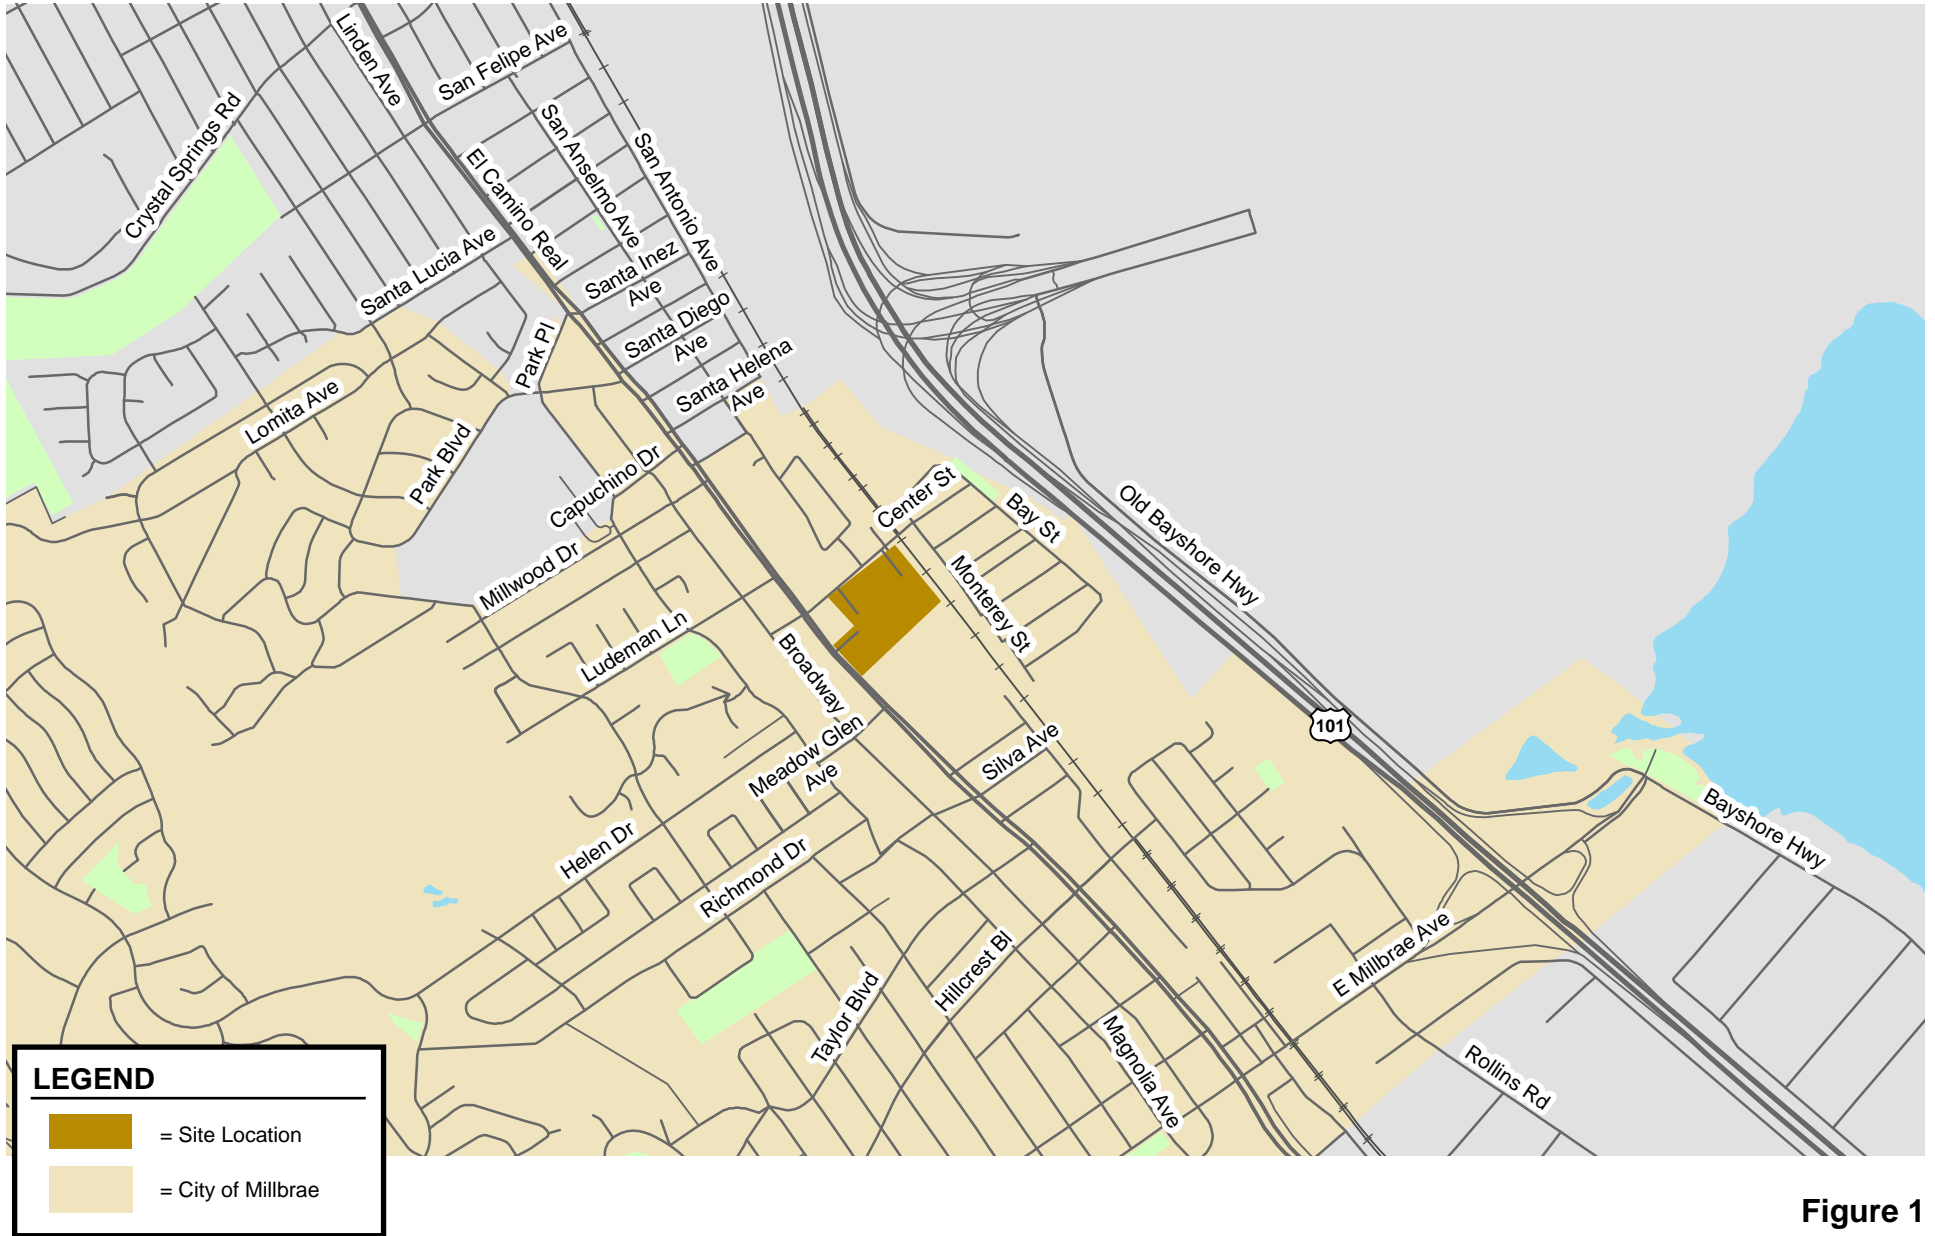 Linden Ave
San Felipe Ave
Crystal Springs Rd
San Anselmo Ave
San Antonio Ave
El Camino Real
Santa Lucia Ave
Santa Inez
Ave
Santa Diego
Ave
Park Pl
Santa Helena
Ave
Lomita Ave
Park Blvd
Capuchino Dr
Center St
Bay St
Old Bayshore Hwy
Millwood Dr
Monterey St
Ludeman Ln
Broadway
101
Meadow Glen
Ave
Silva Ave
Bayshore Hwy
Helen Dr
Richmond Dr
E Millbrae Ave
Hillcrest Bl
Taylor Blvd
Magnolia Ave
Rollins Rd
LEGEND
= Site Location
= City of Millbrae
Figure 1